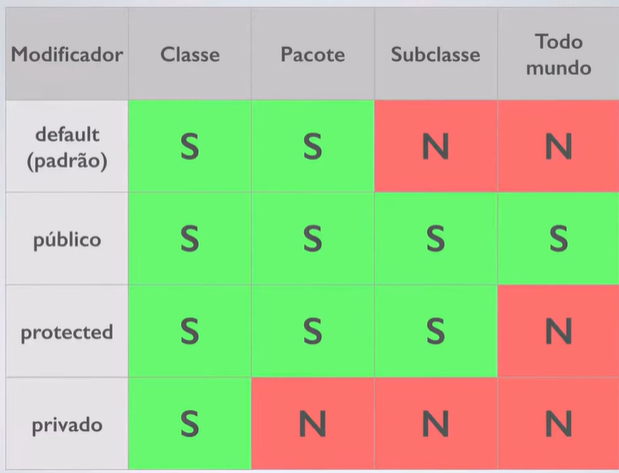 Modificador Classe Pacote Subclasse Todo mundo
default (padrão) S S N N
público S S S S
protected S S S N
privado S N N N